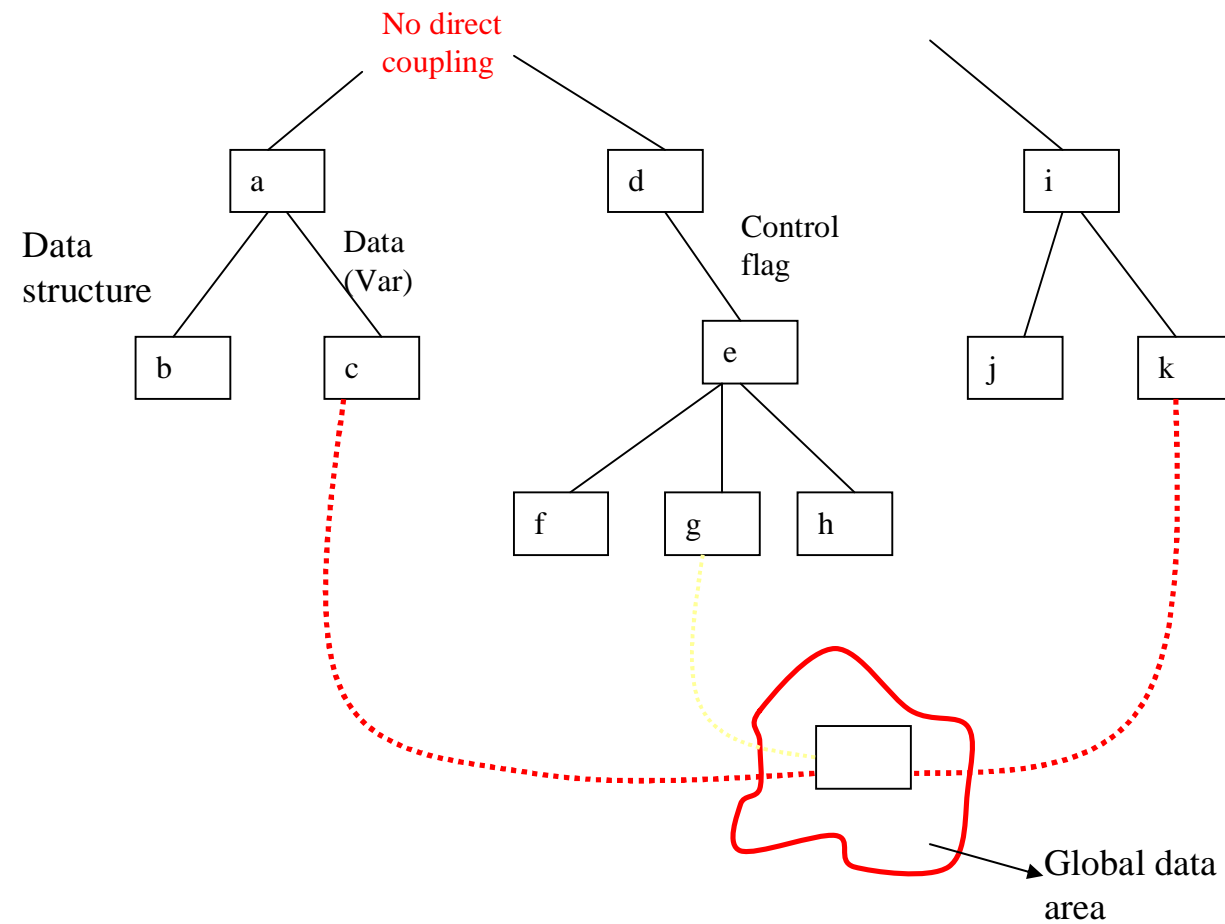 No direct
coupling
a
d
i
Data
structure
Data
(Var)
Control
flag
b
c
e
j
k
f
g
h
Global data
area